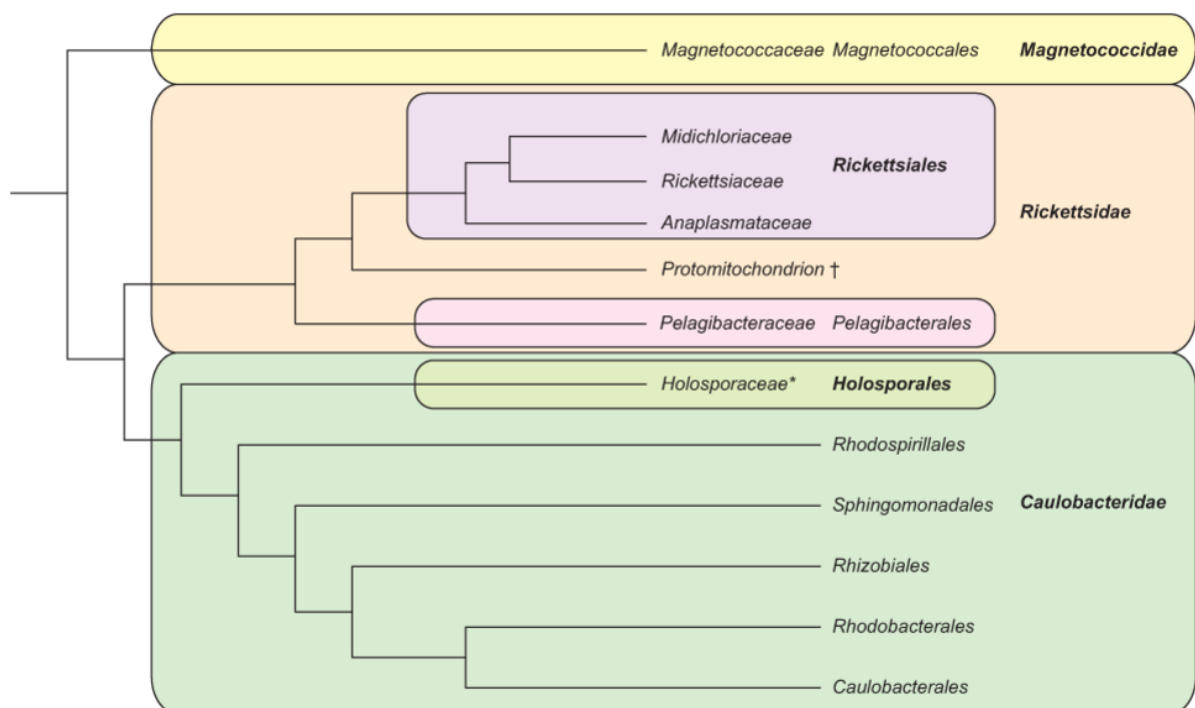 Magnetococcaceae Magnetococcales Magnetococcidae
Midichloriaceae
Rickettsiales
Rickettsiaceae
Rickettsidae
Anaplasmataceae
Protomitochondrion †
Pelagibacteraceae Pelagibacterales
Holosporaceae* Holosporales
Rhodospirillales
Sphingomonadales Caulobacteridae
Rhizobiales
Rhodobacterales
Caulobacterales